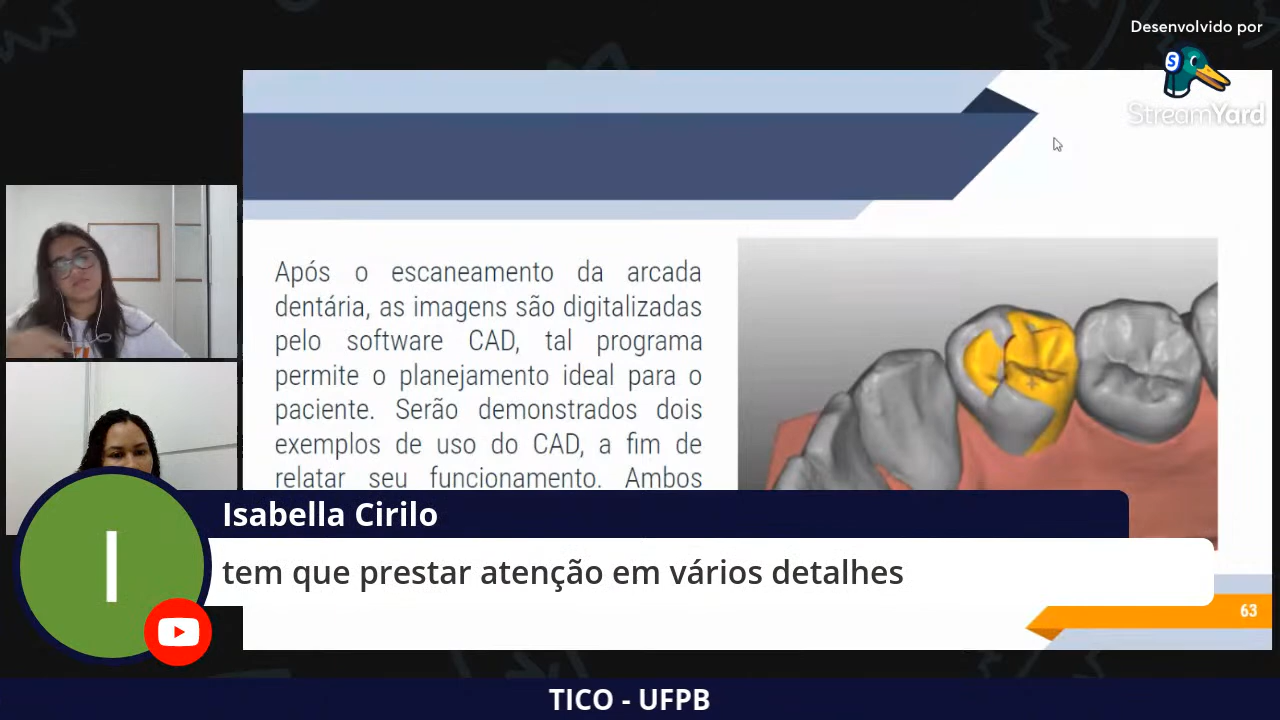 Desenvolvido por
StreamYard
Após o escaneamento da arcada
dentária, as imagens são digitalizadas
pelo software CAD, tal programa
permite o planejamento ideal para o
paciente. Serão demonstrados dois
exemplos de uso do CAD, a fim de
relatar seu funcionamento. Ambos
I
Isabella Cirilo
tem que prestar atenção em vários detalhes
63
TICO - UFPB